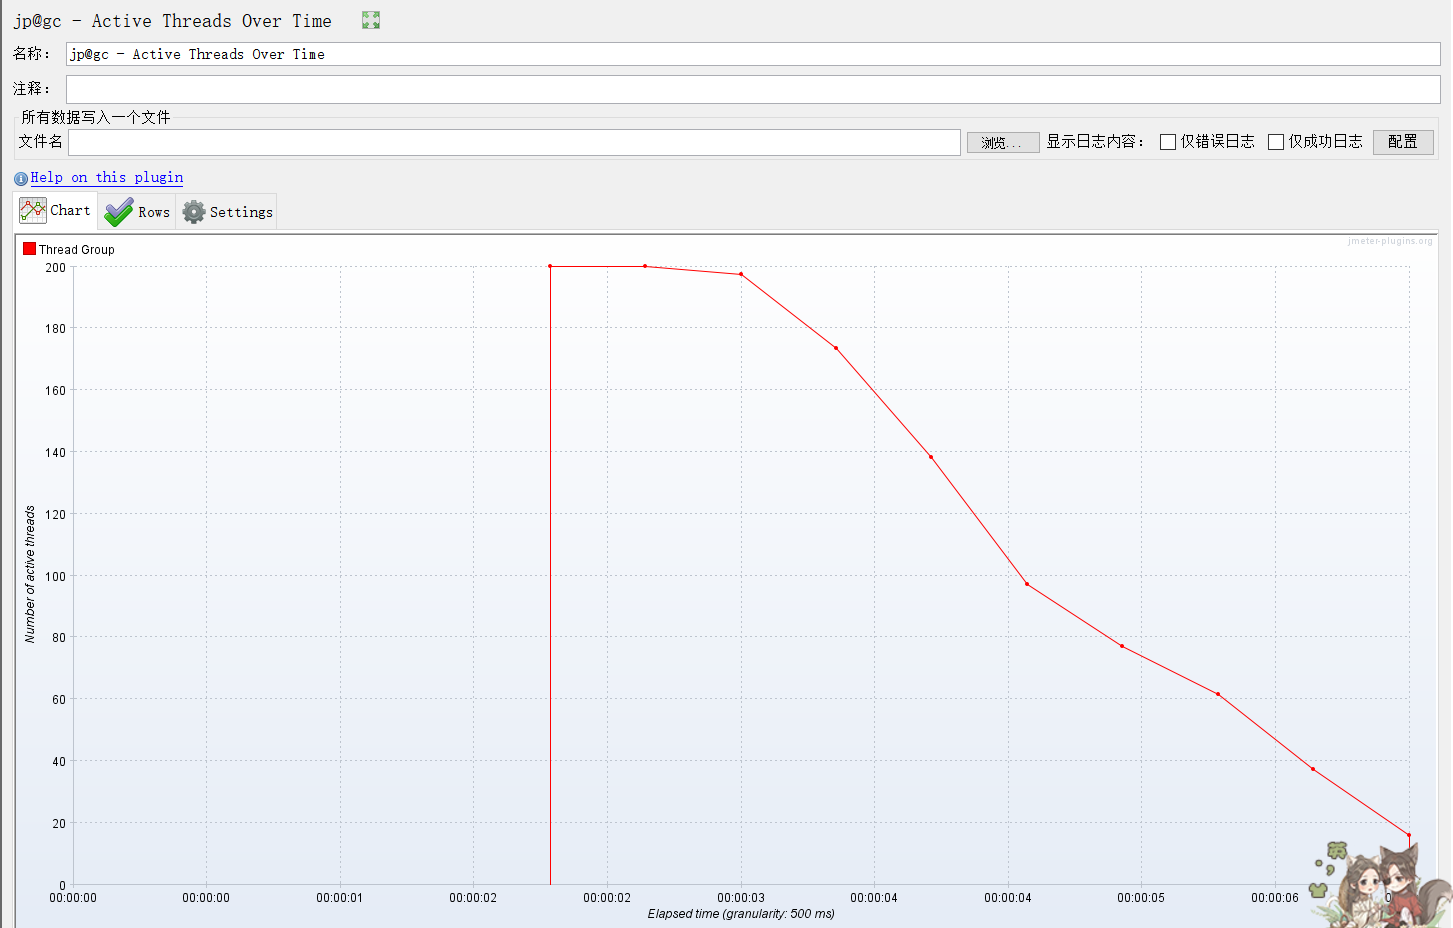 jp@gc - Active Threads Over Time
名称： jp@gc - Active Threads Over Time
注释：
所有数据写入一个文件
文件名 浏览... 显示日志内容： 仅错误日志 仅成功日志 配置
Help on this plugin
Chart Rows Settings
jmeter-plugins.org
Thread Group
200
180
160
140
120
100
80
60
40
20
0
Number of active threads
00:00:00 00:00:00 00:00:01 00:00:02 00:00:02 00:00:03 00:00:04 00:00:04 00:00:05 00:00:06
Elapsed time (granularity: 500 ms)
英